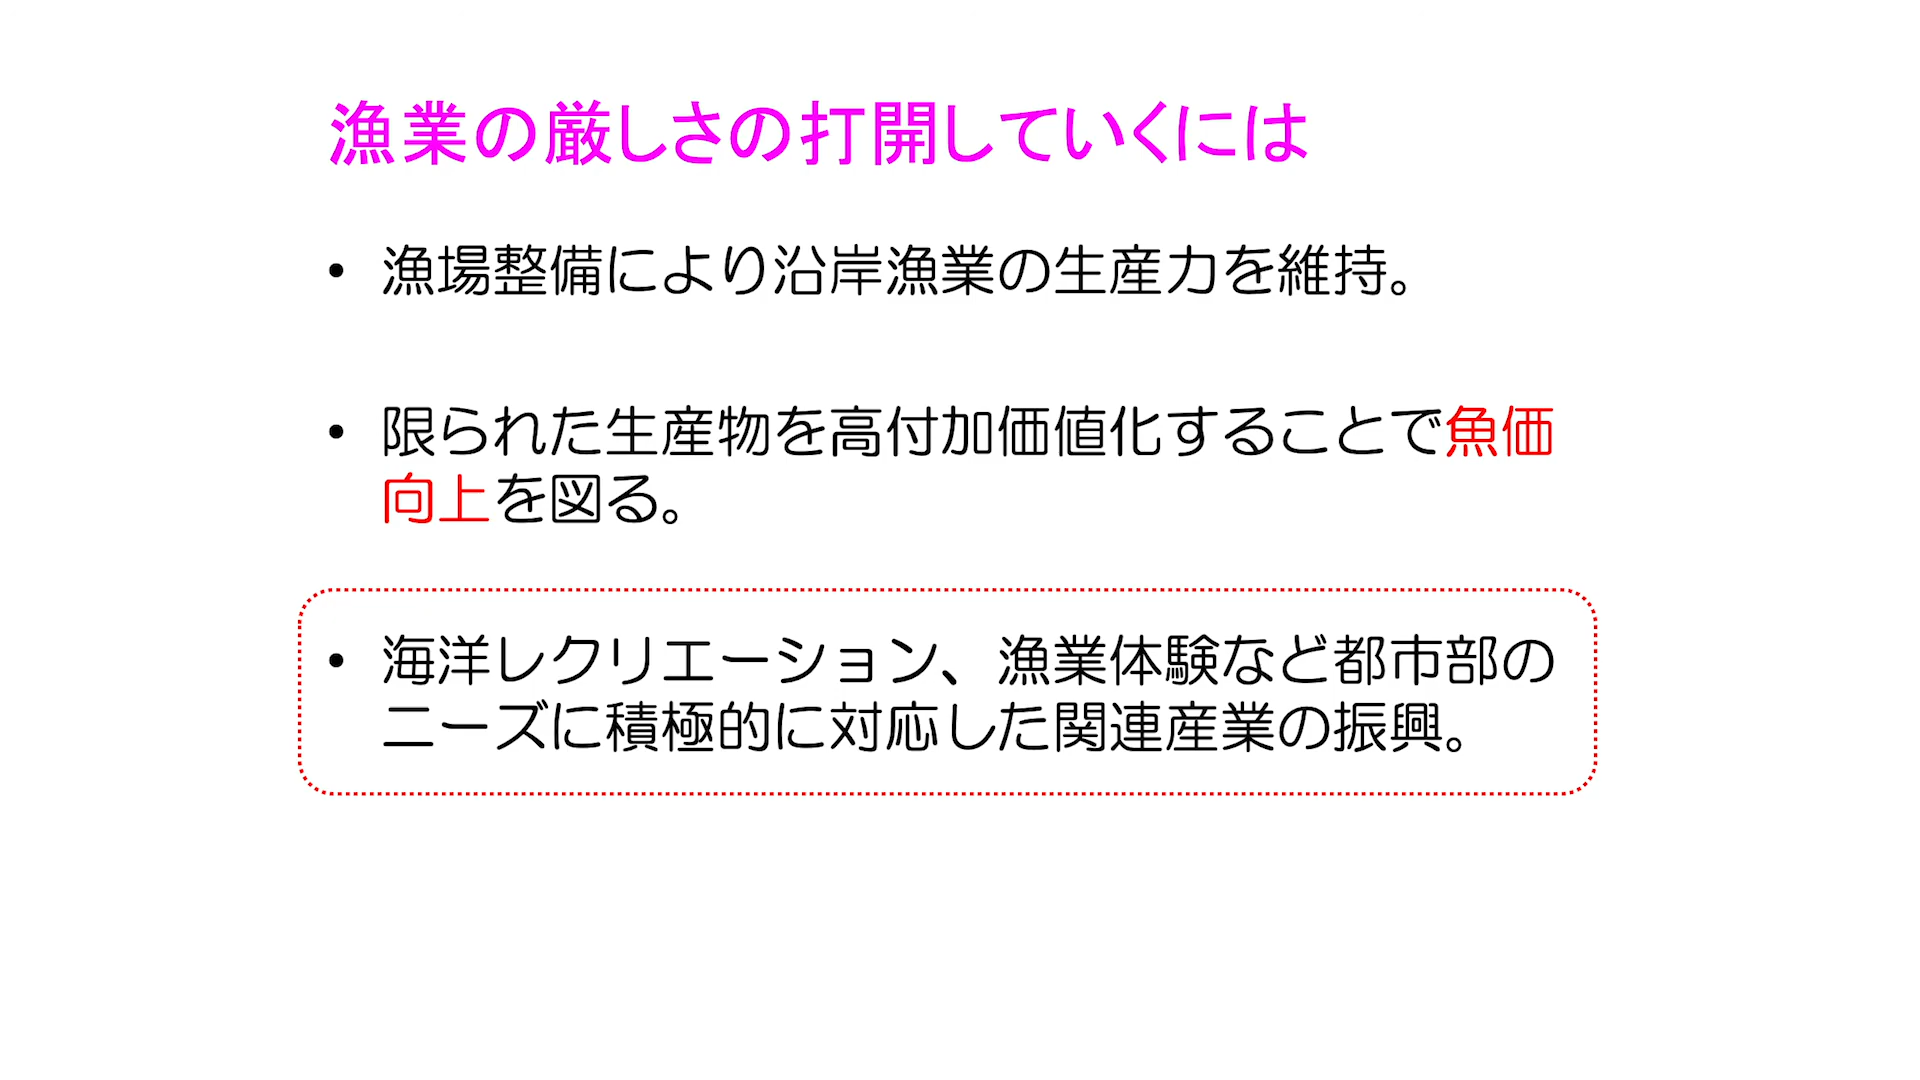 漁業の厳しさの打開していくには
• 漁場整備により沿岸漁業の生産力を維持。
• 限られた生産物を高付加価値化することで魚価
向上を図る。
• 海洋レクリエーション、漁業体験など都市部の
ニーズに積極的に対応した関連産業の振興。